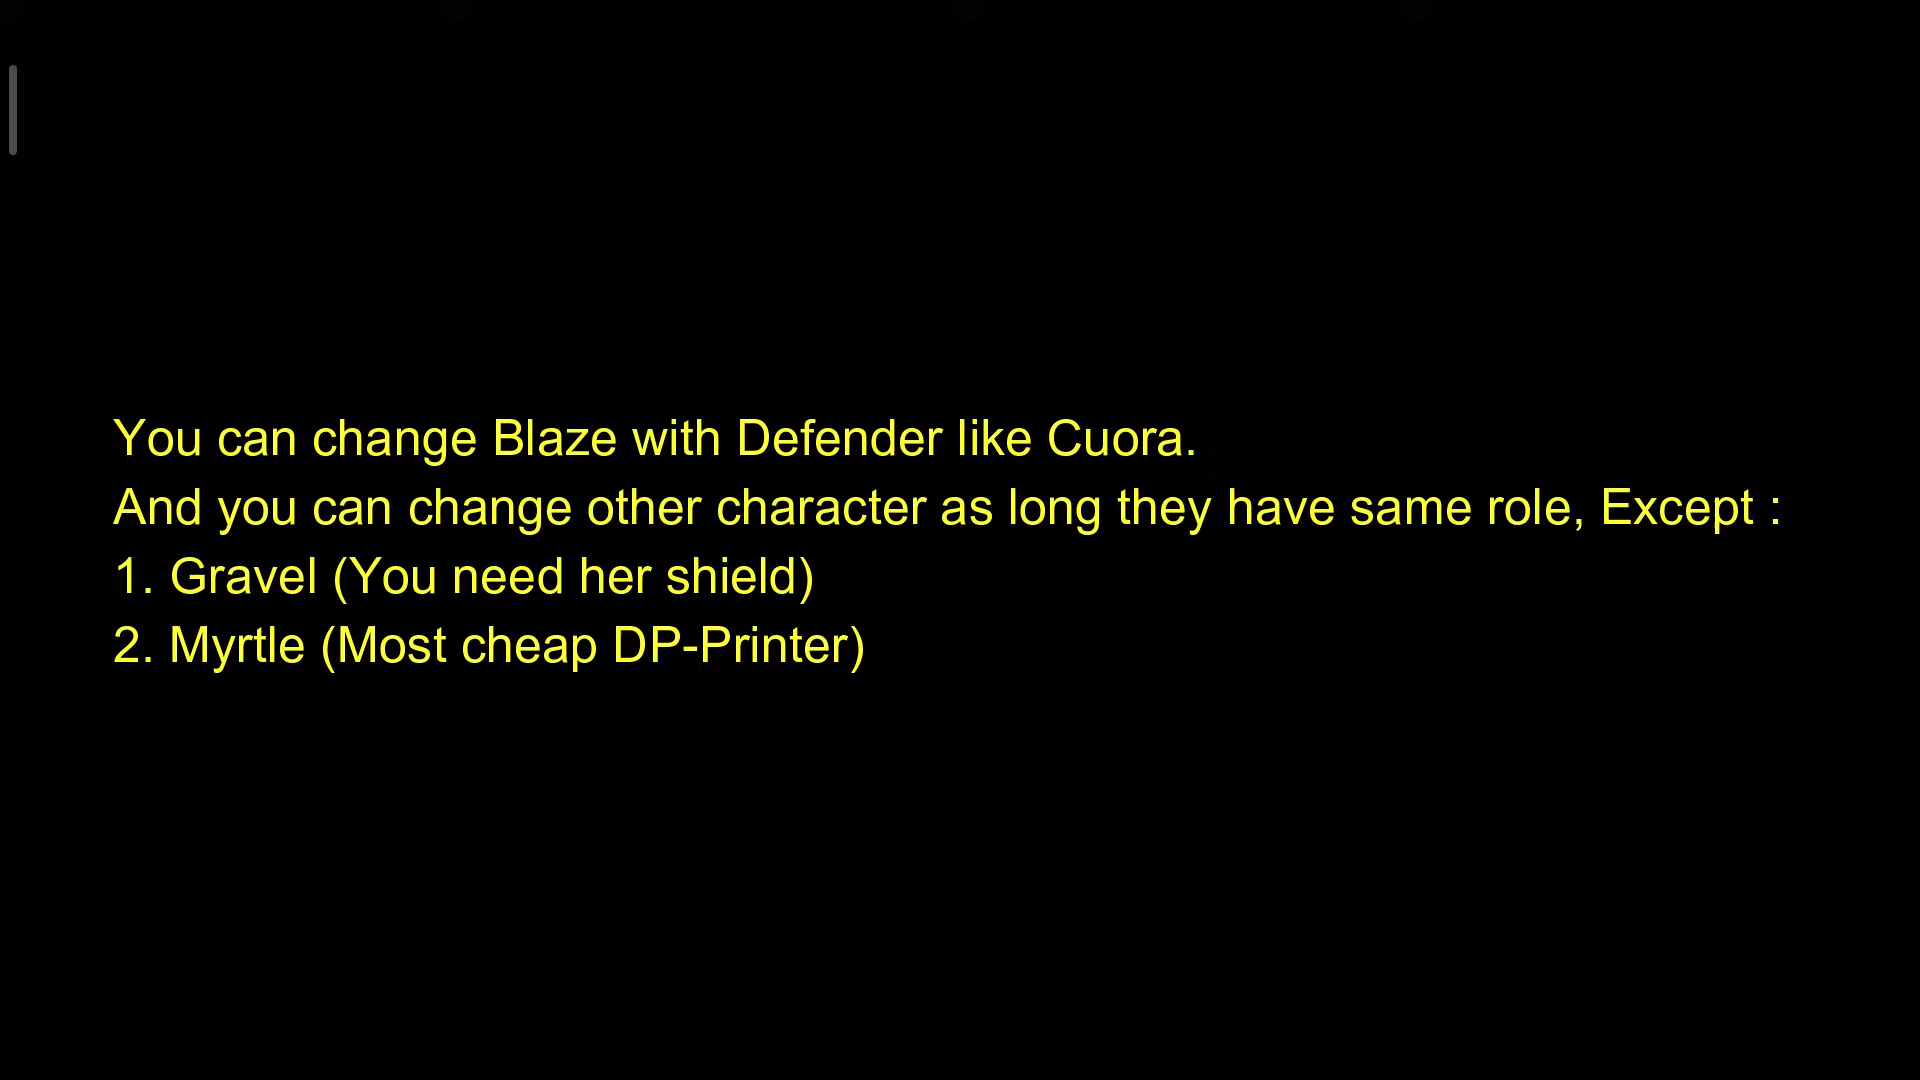 You can change Blaze with Defender like Cuora.
And you can change other character as long they have same role, Except :
1. Gravel (You need her shield)
2. Myrtle (Most cheap DP-Printer)